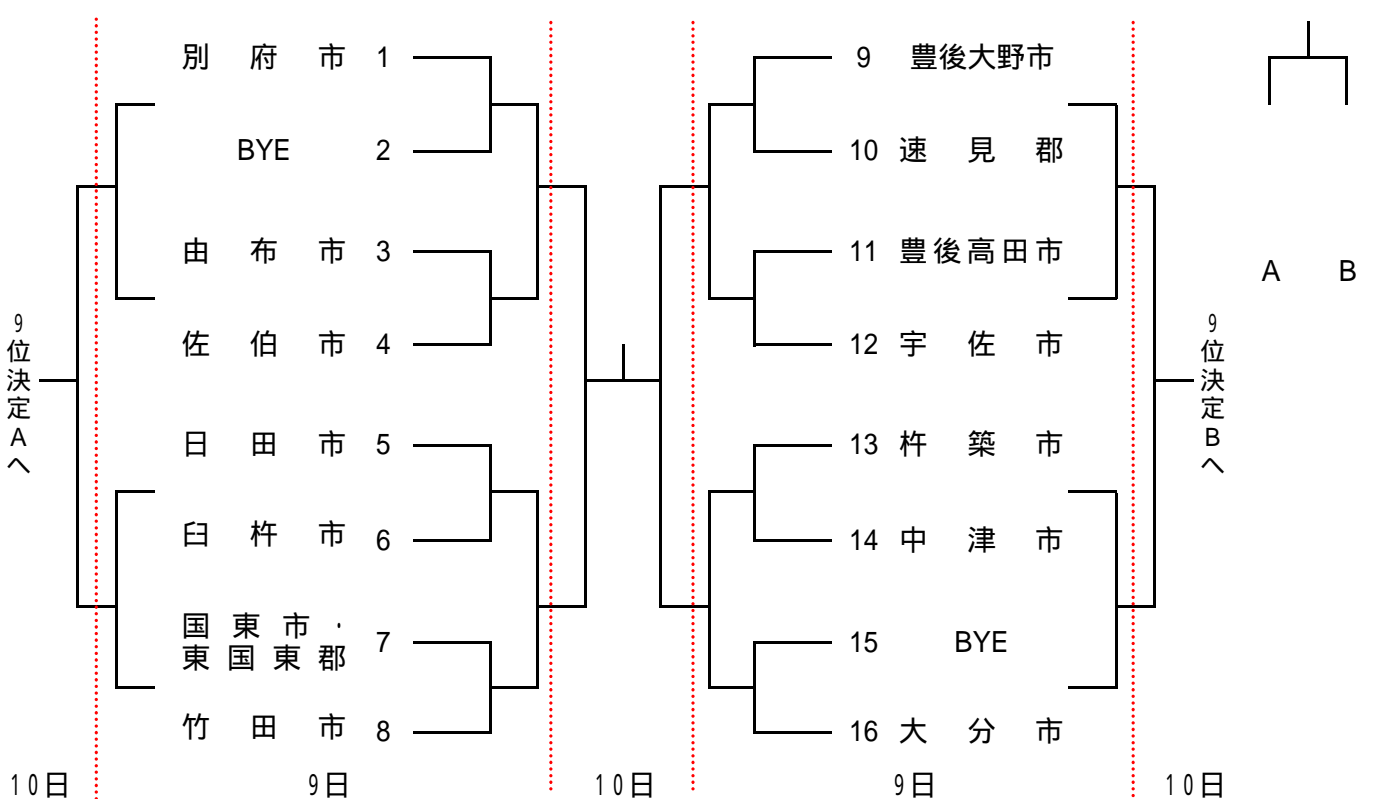 別府市 1
BYE 2
由布市 3
佐伯市 4
日田市 5
臼杵市 6
国東市・
東国東郡 7
竹田市 8
9 豊後大野市
10 速見郡
11 豊後高田市
12 宇佐市
13 杵築市
14 中津市
15 BYE
16 大分市
9位決定Aへ
9位決定Bへ
A B
10日 9日 10日 9日 10日